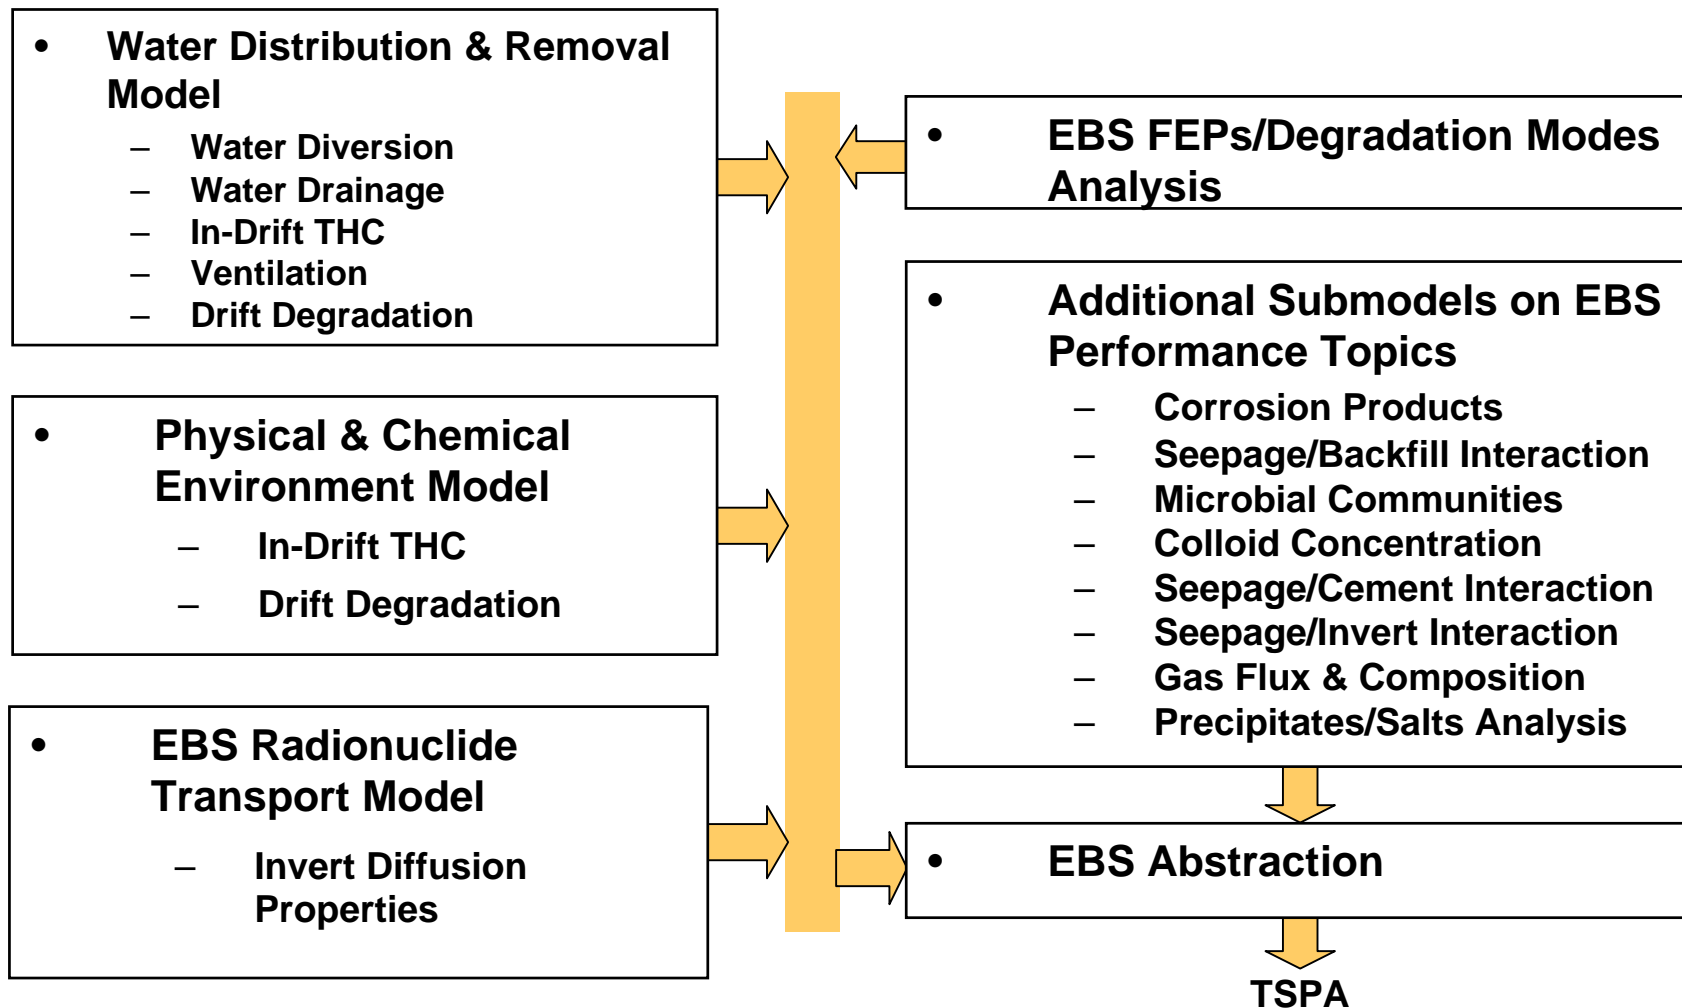 • Water Distribution & Removal
Model
– Water Diversion
– Water Drainage
– In-Drift THC
– Ventilation
– Drift Degradation
• Physical & Chemical
Environment Model
– In-Drift THC
– Drift Degradation
• EBS Radionuclide
Transport Model
– Invert Diffusion
Properties
• EBS FEPs/Degradation Modes
Analysis
• Additional Submodels on EBS
Performance Topics
– Corrosion Products
– Seepage/Backfill Interaction
– Microbial Communities
– Colloid Concentration
– Seepage/Cement Interaction
– Seepage/Invert Interaction
– Gas Flux & Composition
– Precipitates/Salts Analysis
• EBS Abstraction
TSPA